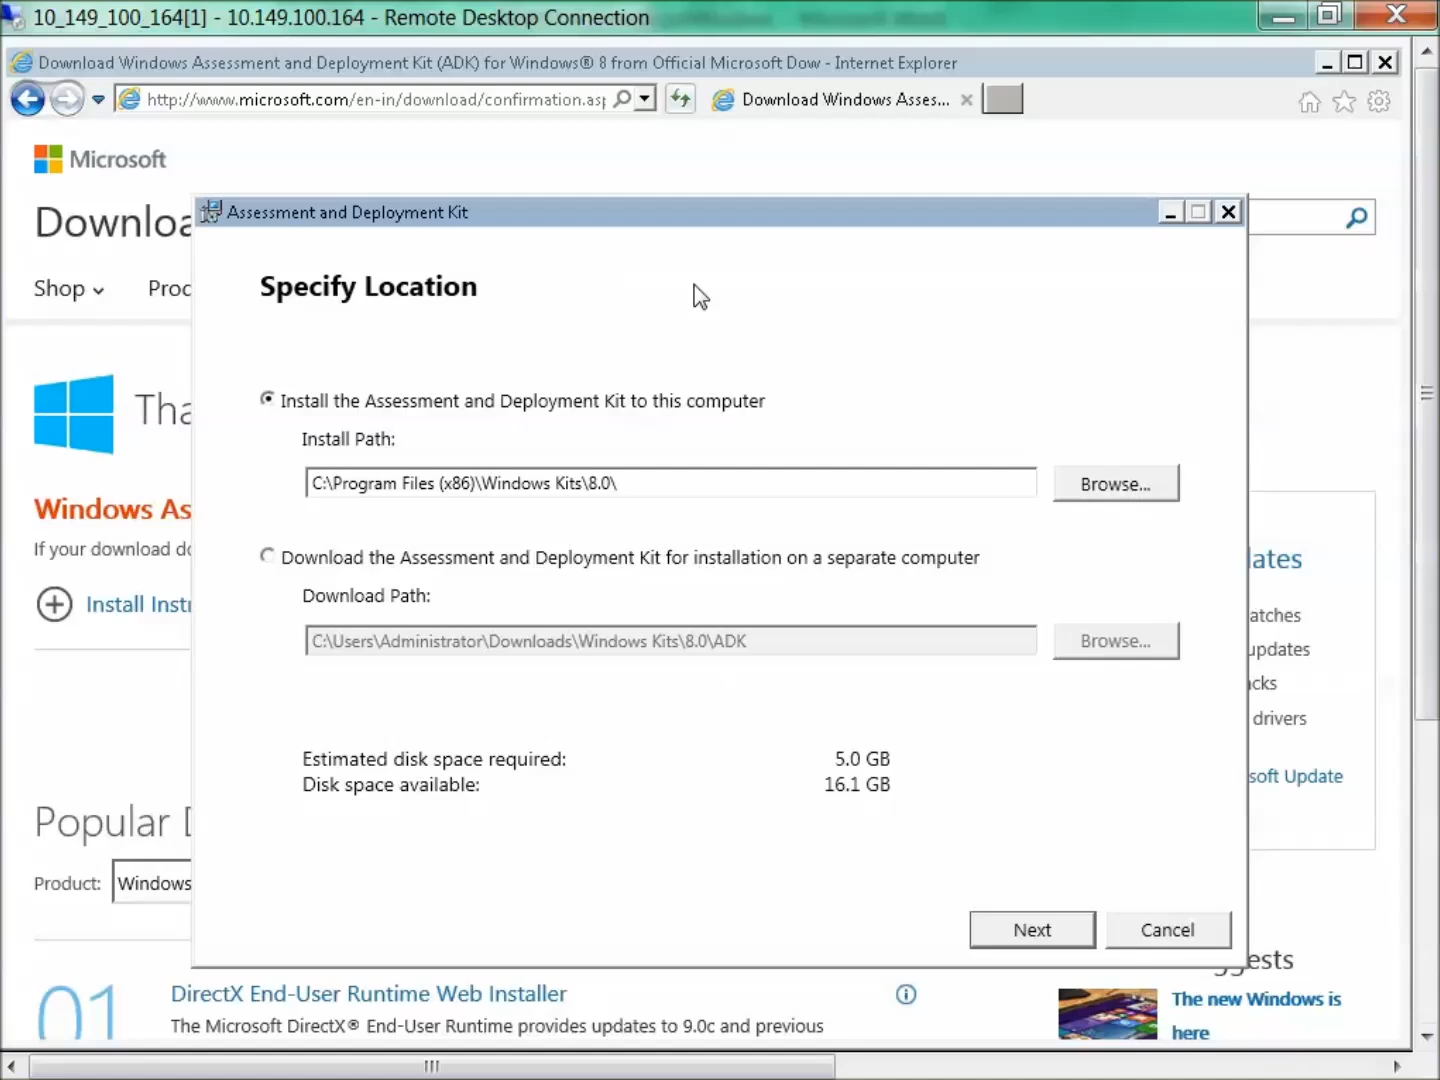 10_149_100_164[1] - 10.149.100.164 - Remote Desktop Connection
Download Windows Assessment and Deployment Kit (ADK) for Windows® 8 from Official Microsoft Dow - Internet Explorer
http://www.microsoft.com/en-in/download/confirmation.asp
Download Windows Asses...
Microsoft
Downloa
Assessment and Deployment Kit
Shop
Proc
Specify Location
Install the Assessment and Deployment Kit to this computer
Tha
Install Path:
C:\Program Files (x86)\Windows Kits\8.0\
Browse...
Windows As
If your download do
Download the Assessment and Deployment Kit for installation on a separate computer
lates
Download Path:
Install Instr
atches
C:\Users\Administrator\Downloads\Windows Kits\8.0\ADK
Browse...
updates
cks
drivers
Estimated disk space required: 5.0 GB
Disk space available: 16.1 GB
soft Update
Popular D
Product:
Windows
Next
Cancel
ggests
01
DirectX End-User Runtime Web Installer
The Microsoft DirectX® End-User Runtime provides updates to 9.0c and previous
The new Windows is
here